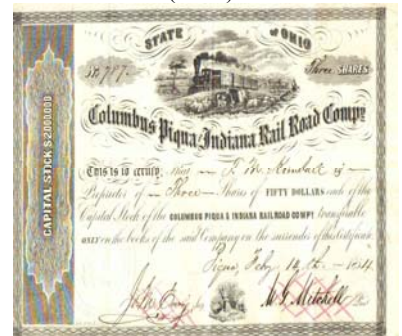 STATE OF OHIO
No. 787. Three SHARES
Columbus Piqua & Indiana Rail Road Compy
CAPITAL STOCK $2,000,000
This is to certify, that T. M. is
Proprietor of Three Shares of FIFTY DOLLARS each of the
Capital Stock of the COLUMBUS PIQUA & INDIANA RAILROAD COMPY transferable
ONLY on the books of the said Company on the surrender of this Certificate.
Piqua, Feby 1854
M. G. Mitchell